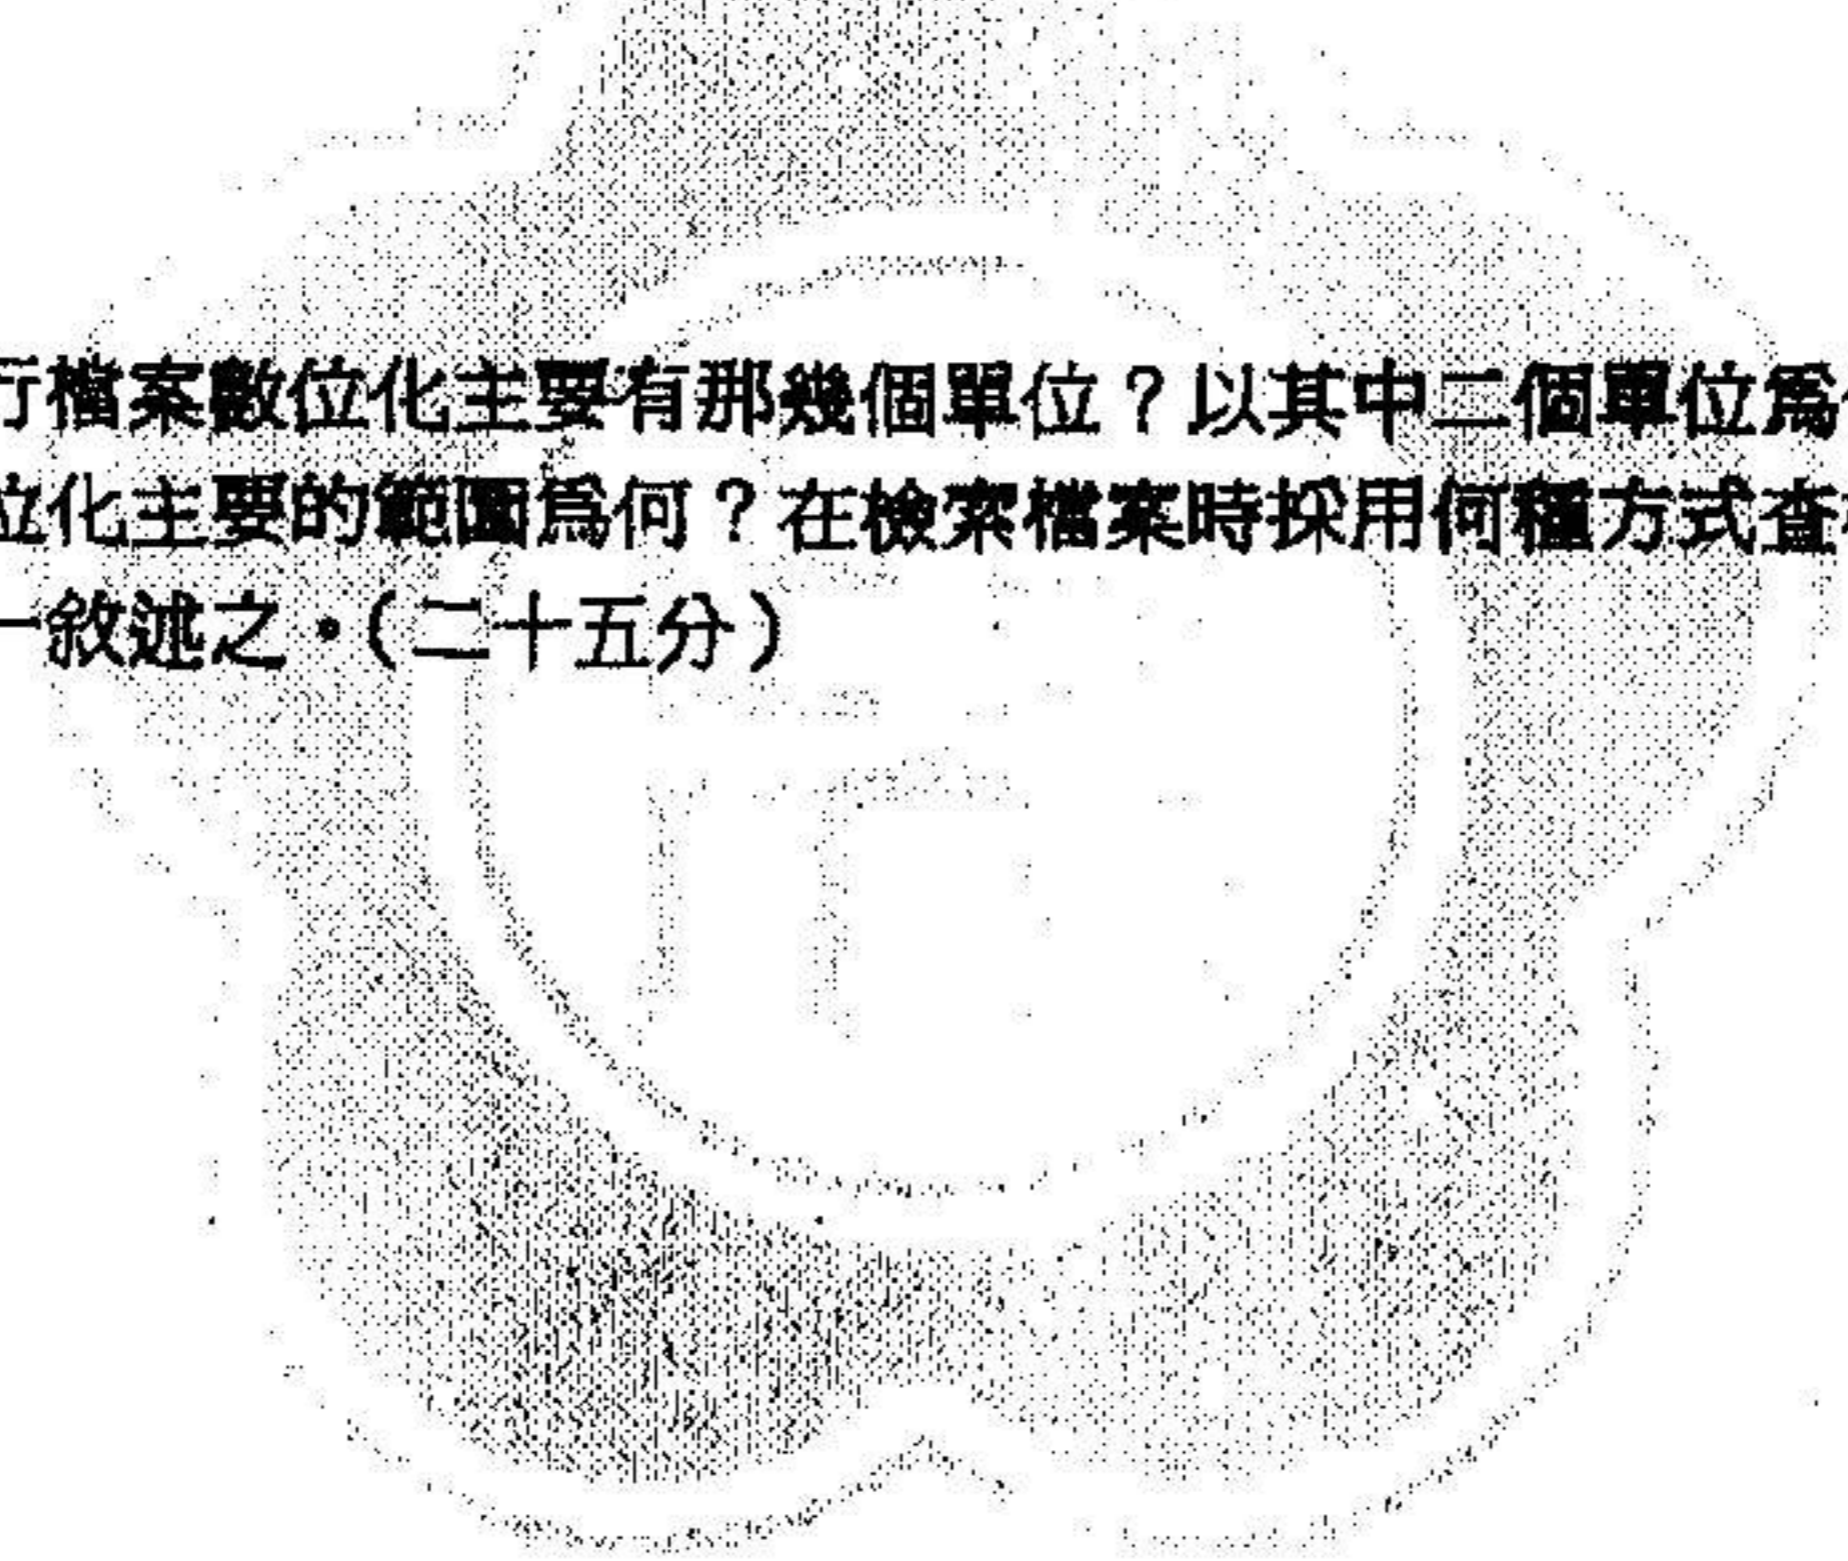 行檔案數位化主要有那幾個單位？以其中二個單位爲
位化主要的範圍爲何？在檢索檔案時採用何種方式查
一敘述之．(二十五分)